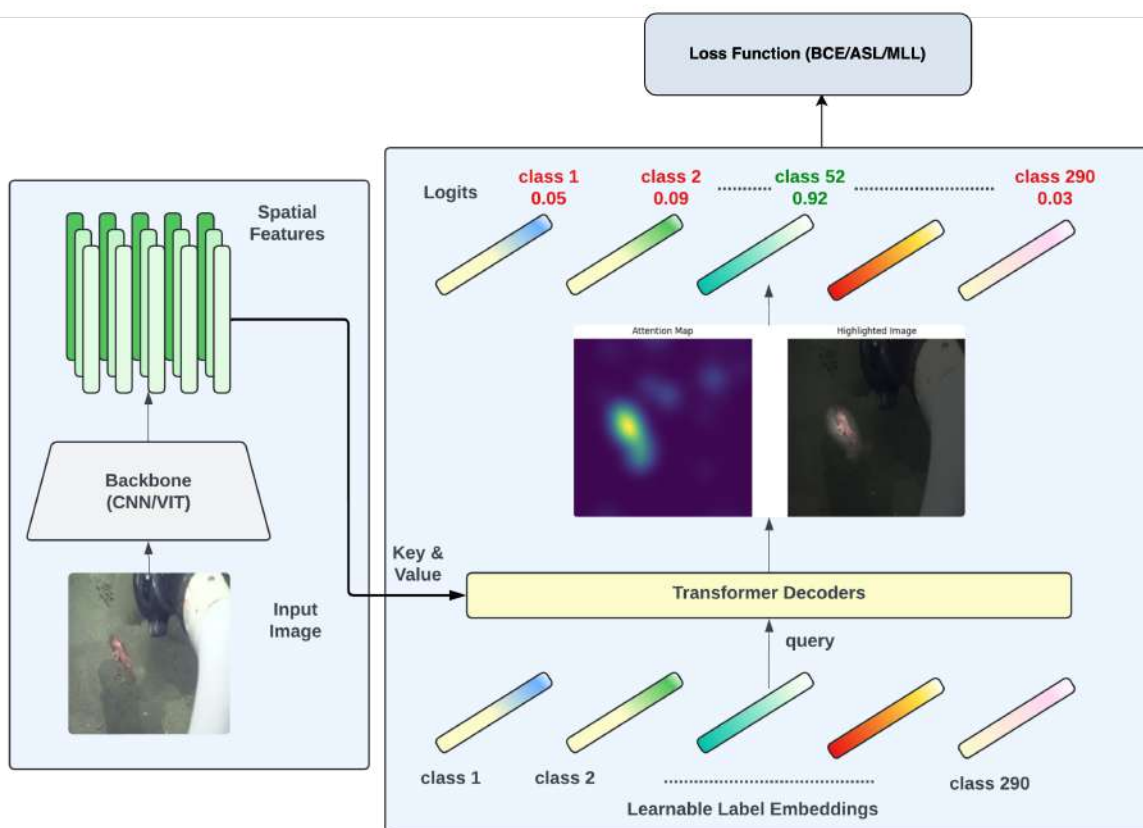 Loss Function (BCE/ASL/MLL)
Logits
class 1
0.05
class 2
0.09
class 52
0.92
class 290
0.03
Spatial
Features
Attention Map
Highlighted Image
Backbone
(CNN/VIT)
Key &
Value
Transformer Decoders
Input
Image
query
class 1
class 2
class 290
Learnable Label Embeddings